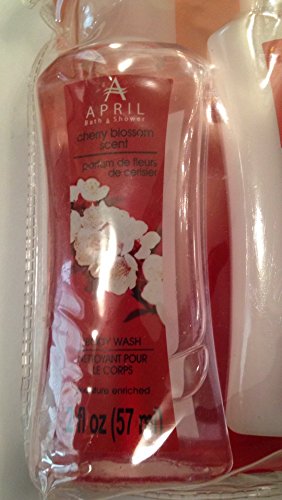 APRIL
Bath & Shower
cherry blossom
scent
parfum de fleurs
de cerisier
BODY WASH
NETTOYANT POUR
LE CORPS
enriched
fl oz (57 ml)